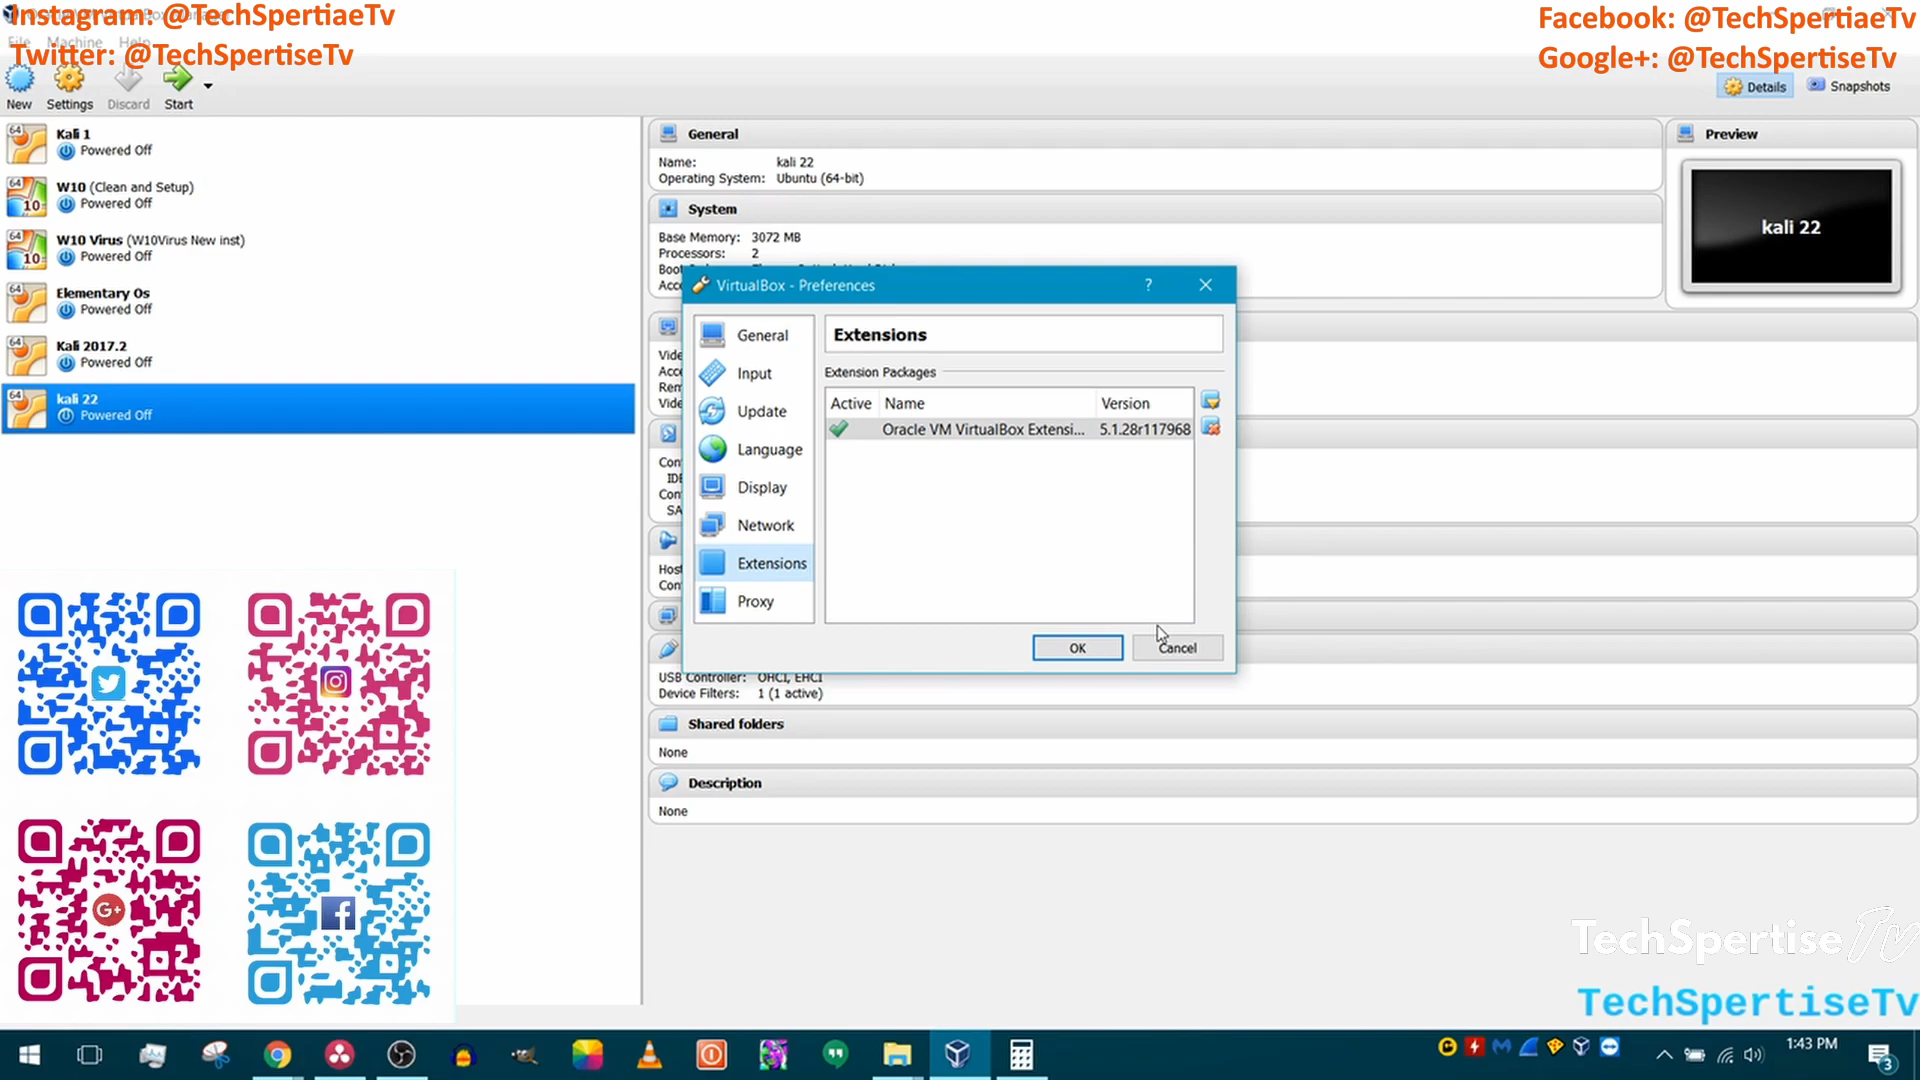 Instagram: @TechSpertiaeTv
Twitter: @TechSpertiseTv
Facebook: @TechSpertiaeTv
Google+: @TechSpertiseTv
File Machine Help
New Settings Discard Start
Details Snapshots
Kali 1
Powered Off
W10 (Clean and Setup)
Powered Off
W10 Virus (W10Virus New inst)
Powered Off
Elementary Os
Powered Off
Kali 2017.2
Powered Off
kali 22
Powered Off
General
Name: kali 22
Operating System: Ubuntu (64-bit)
System
Base Memory: 3072 MB
Processors: 2
Preview
kali 22
VirtualBox - Preferences
?
General
Input
Update
Language
Display
Network
Extensions
Proxy
Extensions
Extension Packages
Active Name Version
Oracle VM VirtualBox Extensi... 5.1.28r117968
OK Cancel
USB Controller: OHCI, EHCI
Device Filters: 1 (1 active)
Shared folders
None
Description
None
TechSpertise Tv
TechSpertiseTv
1:43 PM
3